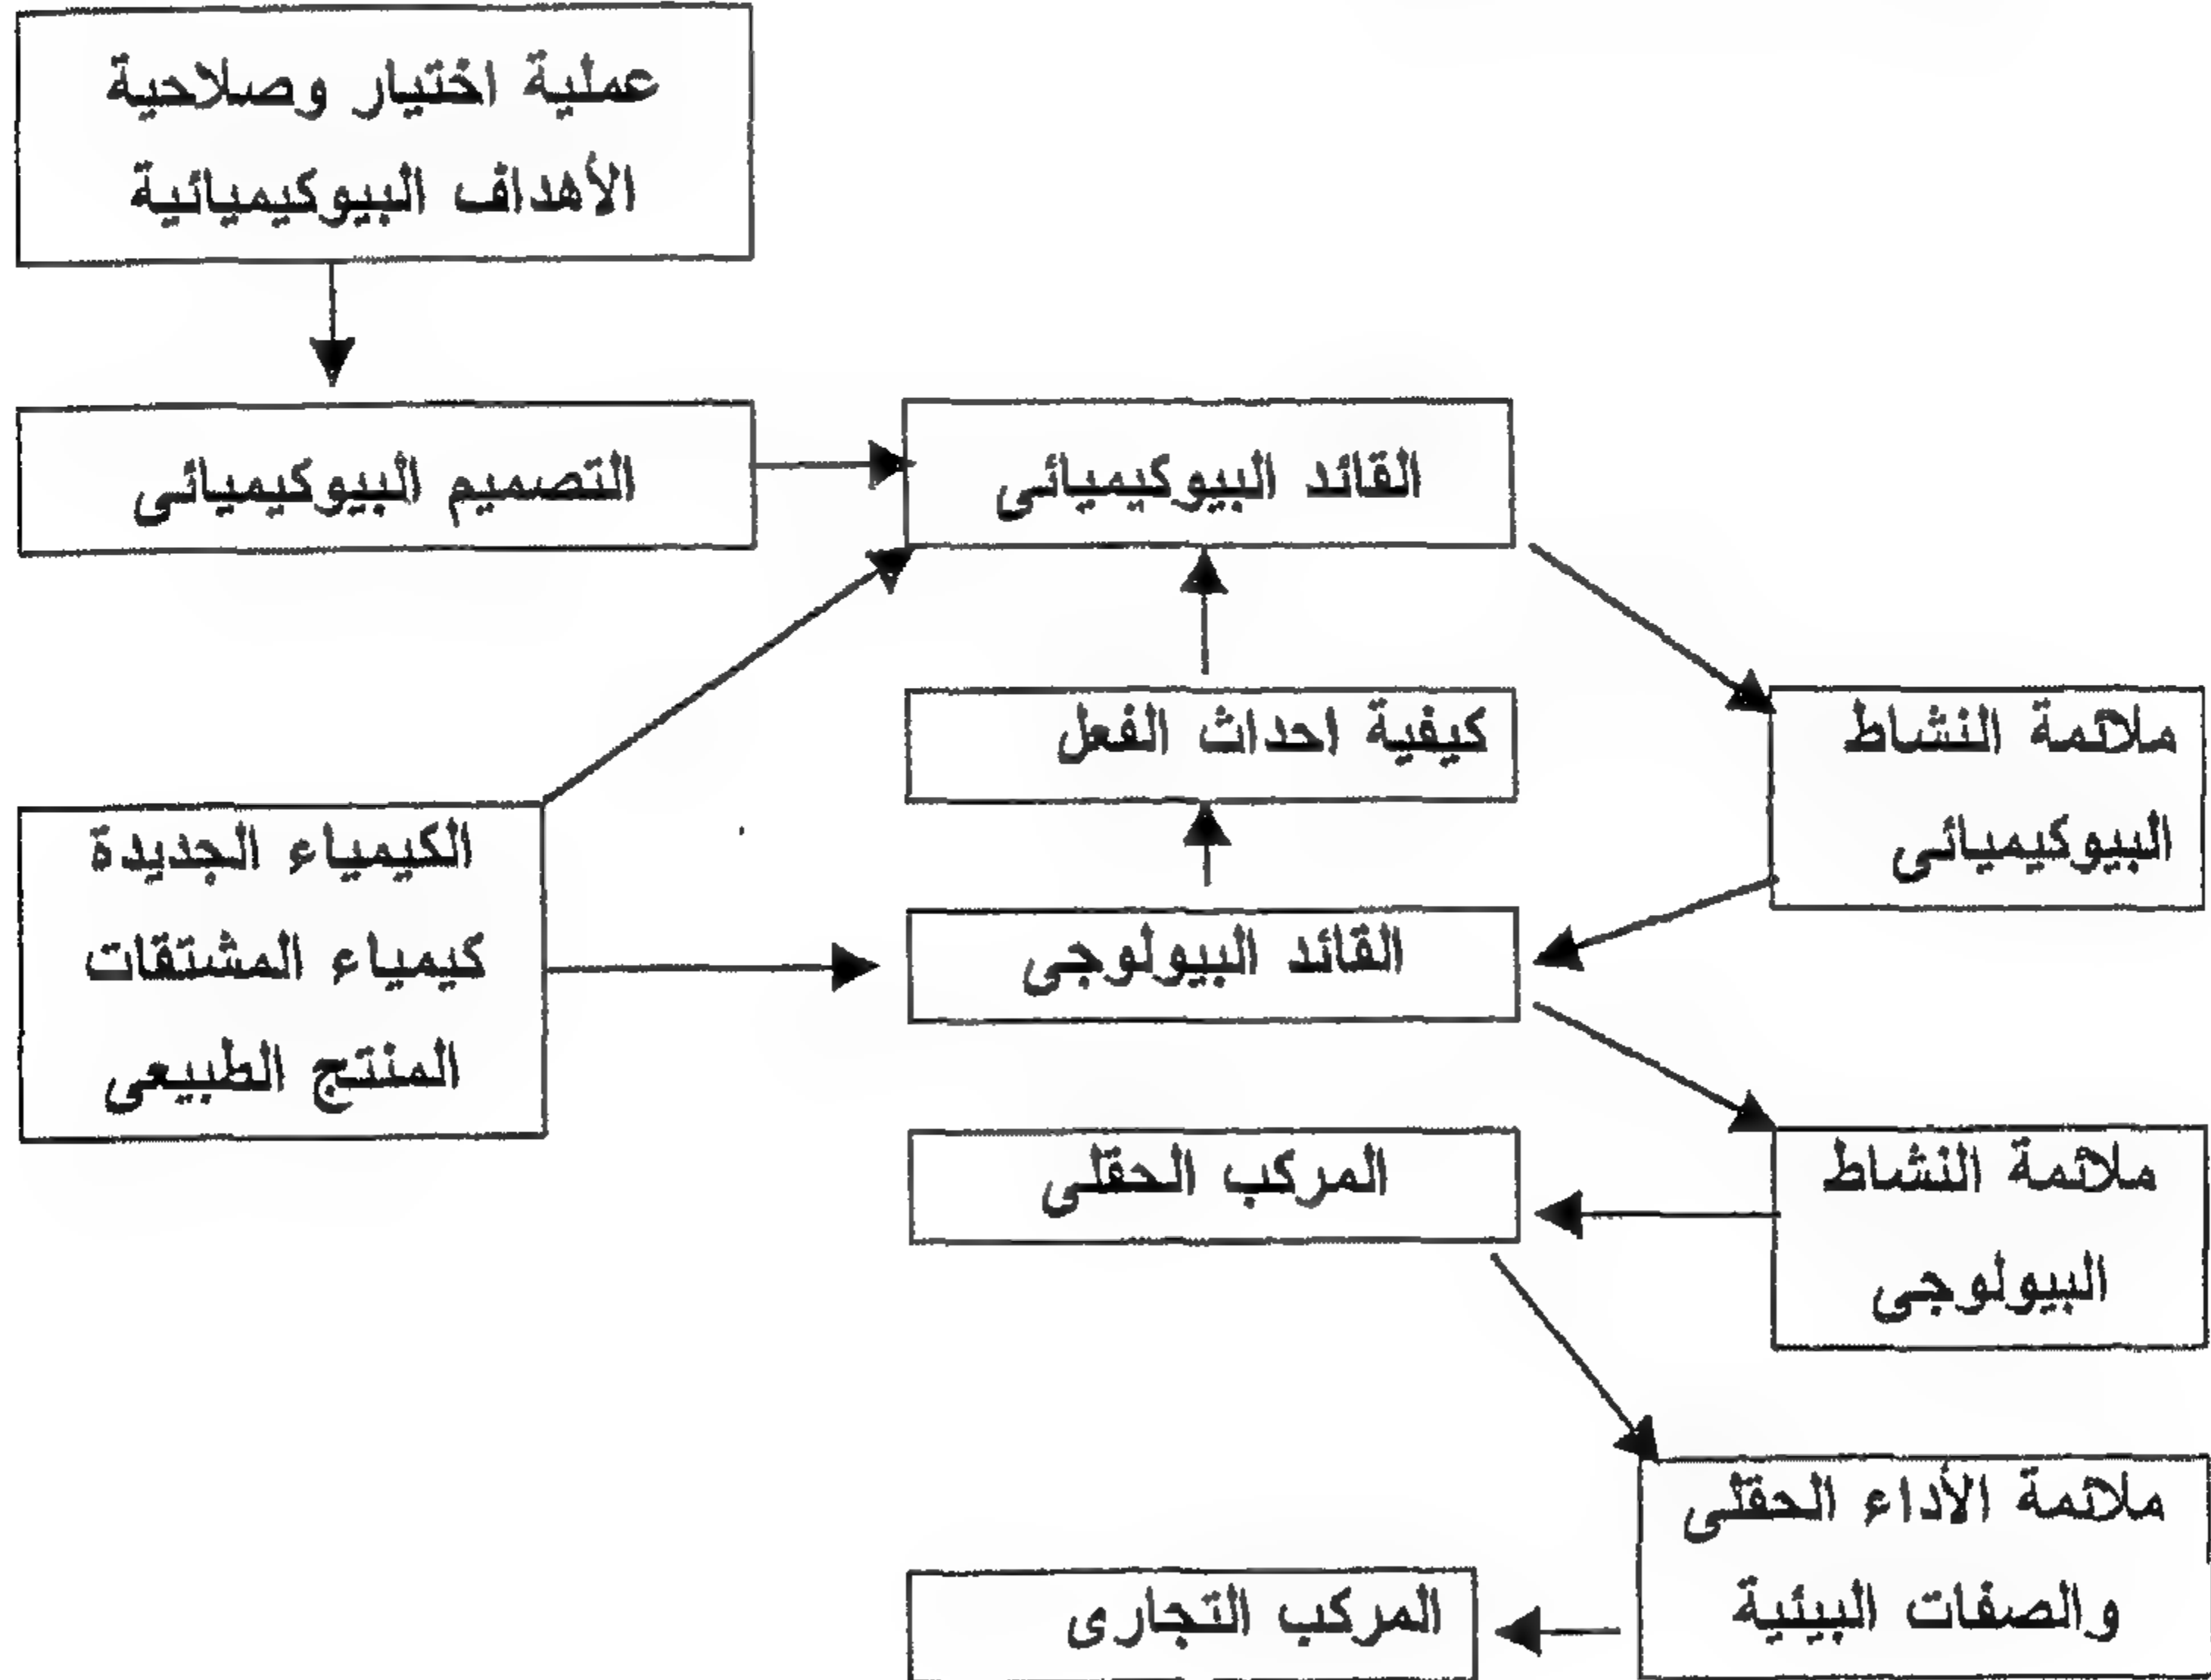 عملية اختيار وصلاحية
الأهداف البيوكيميائية
التصميم البيوكيميائى
القائد البيوكيميائى
كيفية احداث الفعل
ملائمة النشاط
البيوكيميائى
الكيمياء الجديدة
كيمياء المشتقات
المنتج الطبيعى
القائد البيولوجى
المركب الحقلى
ملائمة النشاط
البيولوجى
ملائمة الأداء الحقلى
والصفات البيئية
المركب التجارى